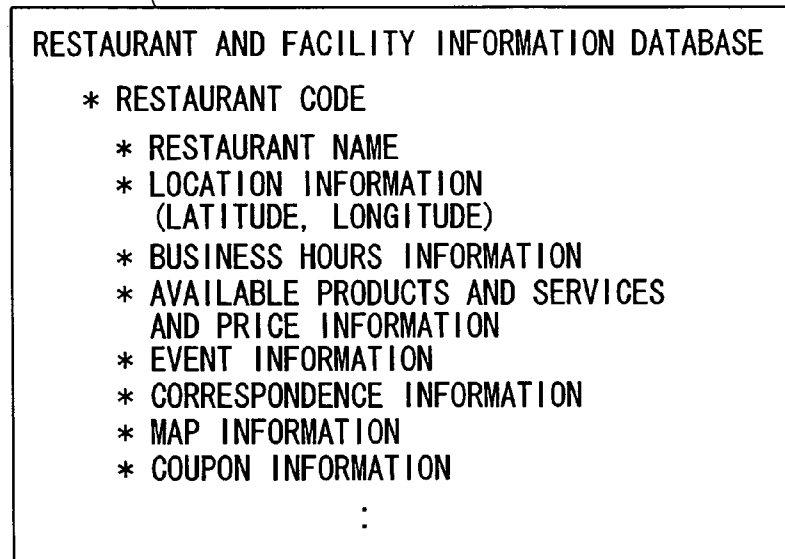 RESTAURANT AND FACILITY INFORMATION DATABASE
* RESTAURANT CODE
* RESTAURANT NAME
* LOCATION INFORMATION
(LATITUDE, LONGITUDE)
* BUSINESS HOURS INFORMATION
* AVAILABLE PRODUCTS AND SERVICES
AND PRICE INFORMATION
* EVENT INFORMATION
* CORRESPONDENCE INFORMATION
* MAP INFORMATION
* COUPON INFORMATION
: